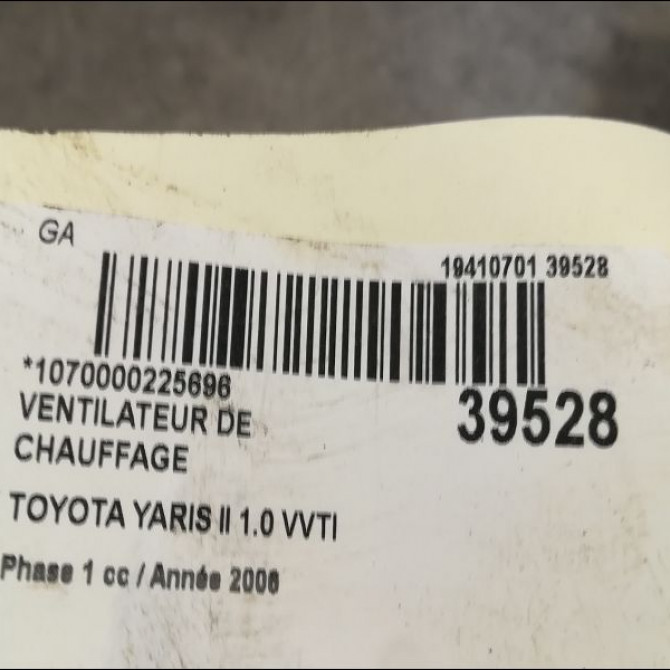 GA
19410701 39528
*1070000225696
39528
VENTILATEUR DE
CHAUFFAGE
TOYOTA YARIS II 1.0 VVTI
Phase 1 cc / Année 2006